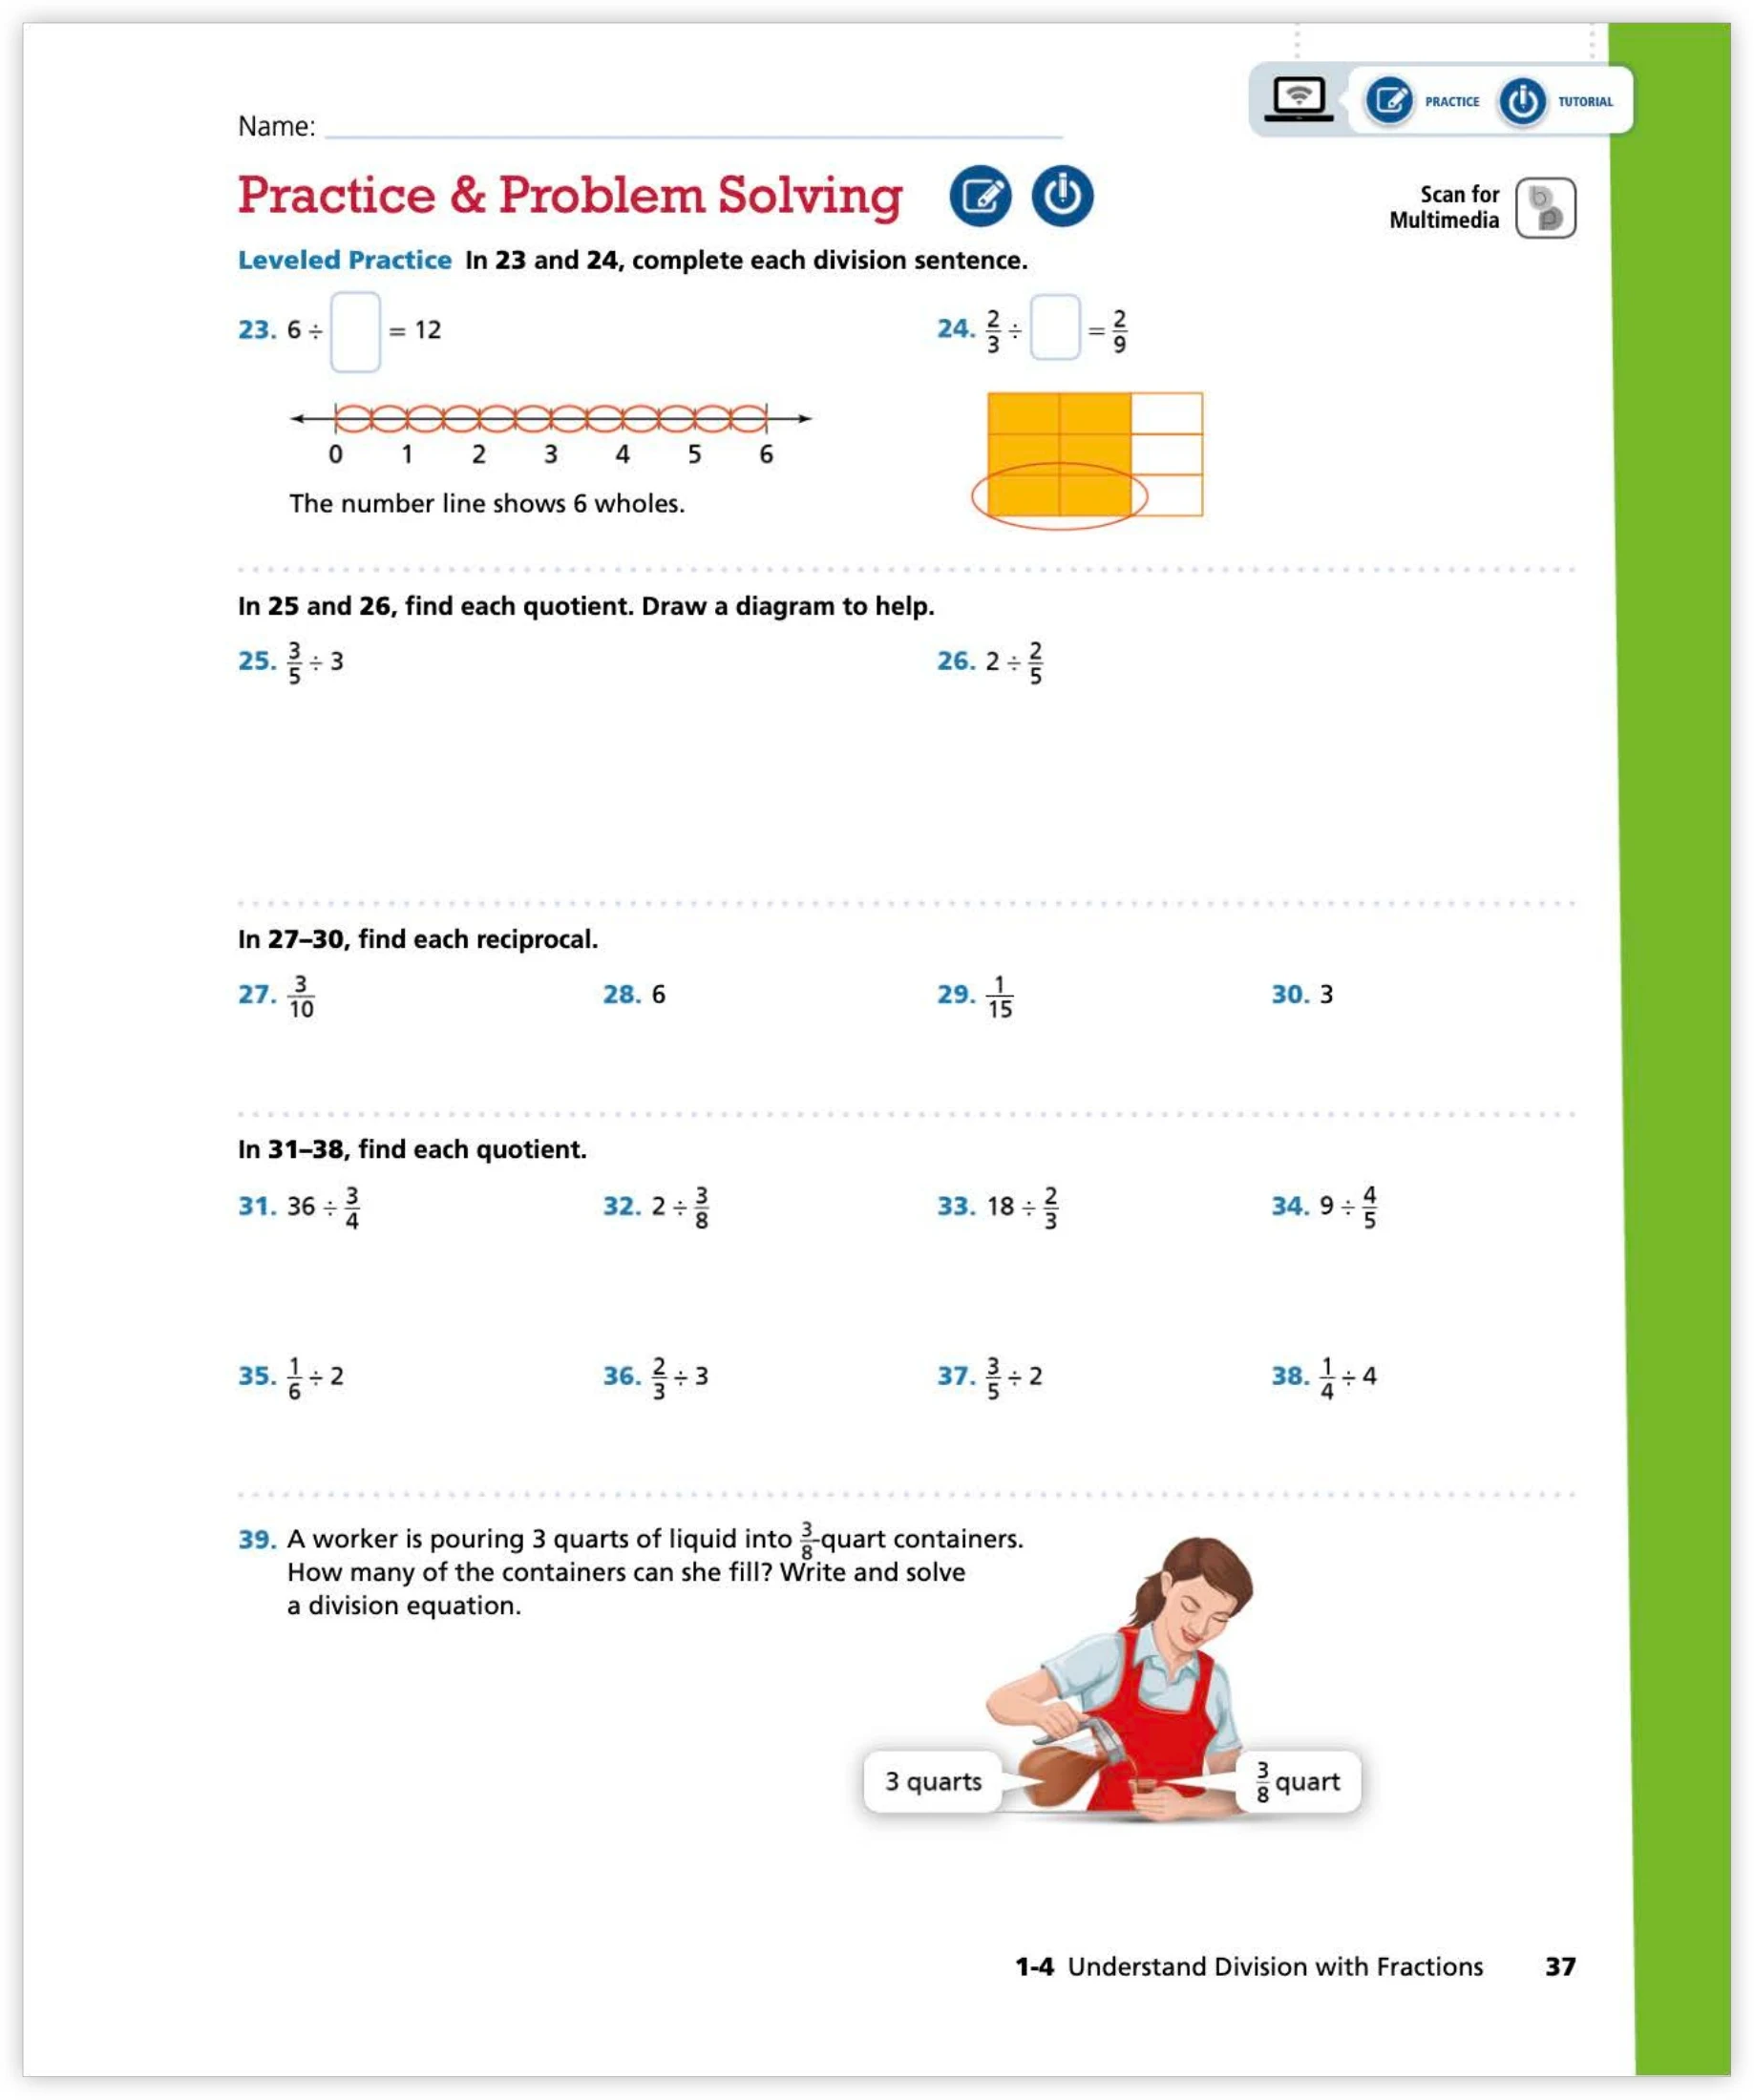 PRACTICE TUTORIAL
Name:
Practice & Problem Solving
Scan for
Multimedia
Leveled Practice In 23 and 24, complete each division sentence.
23. 6 ÷ = 12
24. 2/3 ÷ = 2/9
0 1 2 3 4 5 6
The number line shows 6 wholes.
In 25 and 26, find each quotient. Draw a diagram to help.
25. 3/5 ÷ 3
26. 2 ÷ 2/5
In 27–30, find each reciprocal.
27. 3/10
28. 6
29. 1/15
30. 3
In 31–38, find each quotient.
31. 36 ÷ 3/4
32. 2 ÷ 3/8
33. 18 ÷ 2/3
34. 9 ÷ 4/5
35. 1/6 ÷ 2
36. 2/3 ÷ 3
37. 3/5 ÷ 2
38. 1/4 ÷ 4
39. A worker is pouring 3 quarts of liquid into 3/8-quart containers.
How many of the containers can she fill? Write and solve
a division equation.
3 quarts
3/8 quart
1-4 Understand Division with Fractions 37